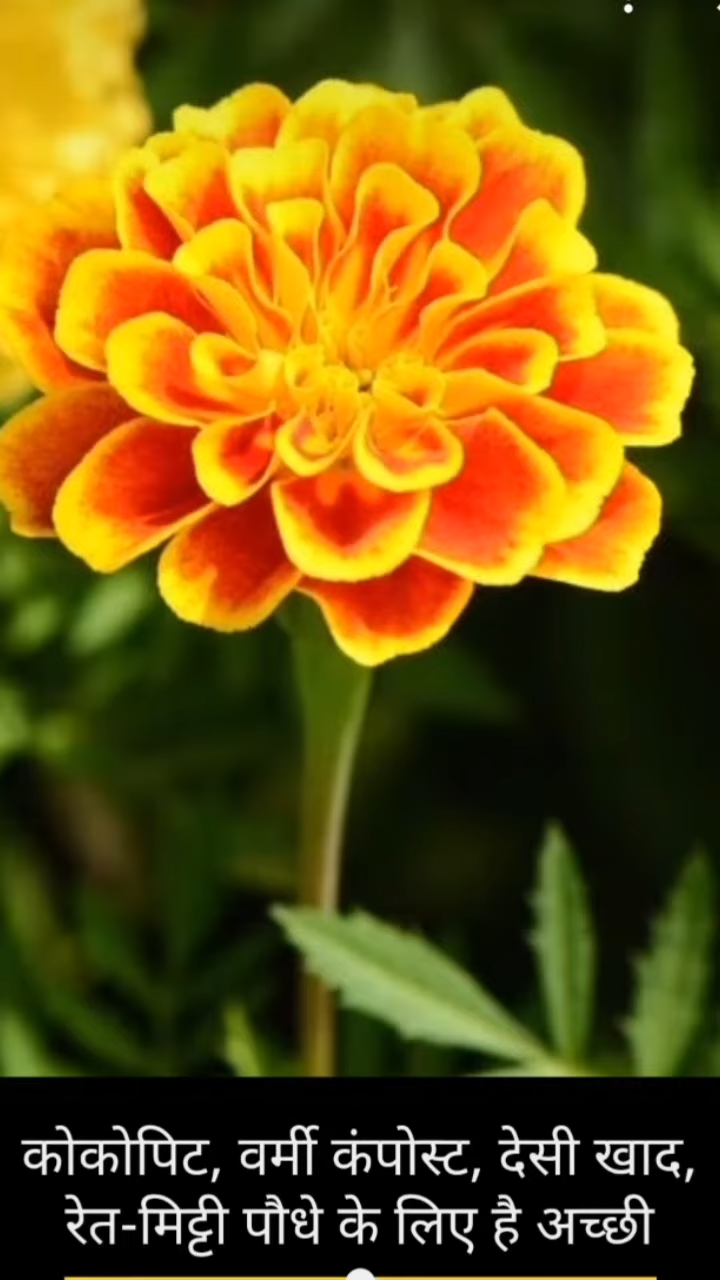 कोकोपिट, वर्मी कंपोस्ट, देसी खाद,
रेत-मिट्टी पौधे के लिए है अच्छी